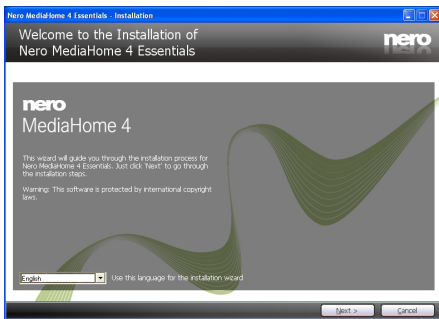 Nero MediaHome 4 Essentials - Installation
Welcome to the Installation of
Nero MediaHome 4 Essentials
nero
nero
MediaHome 4
This wizard will guide you through the installation process for
Nero MediaHome 4 Essentials. Just click 'Next' to go through
the installation steps.
Warning: This software is protected by international copyright
laws.
English
Use this language for the installation wizard
Next >
Cancel